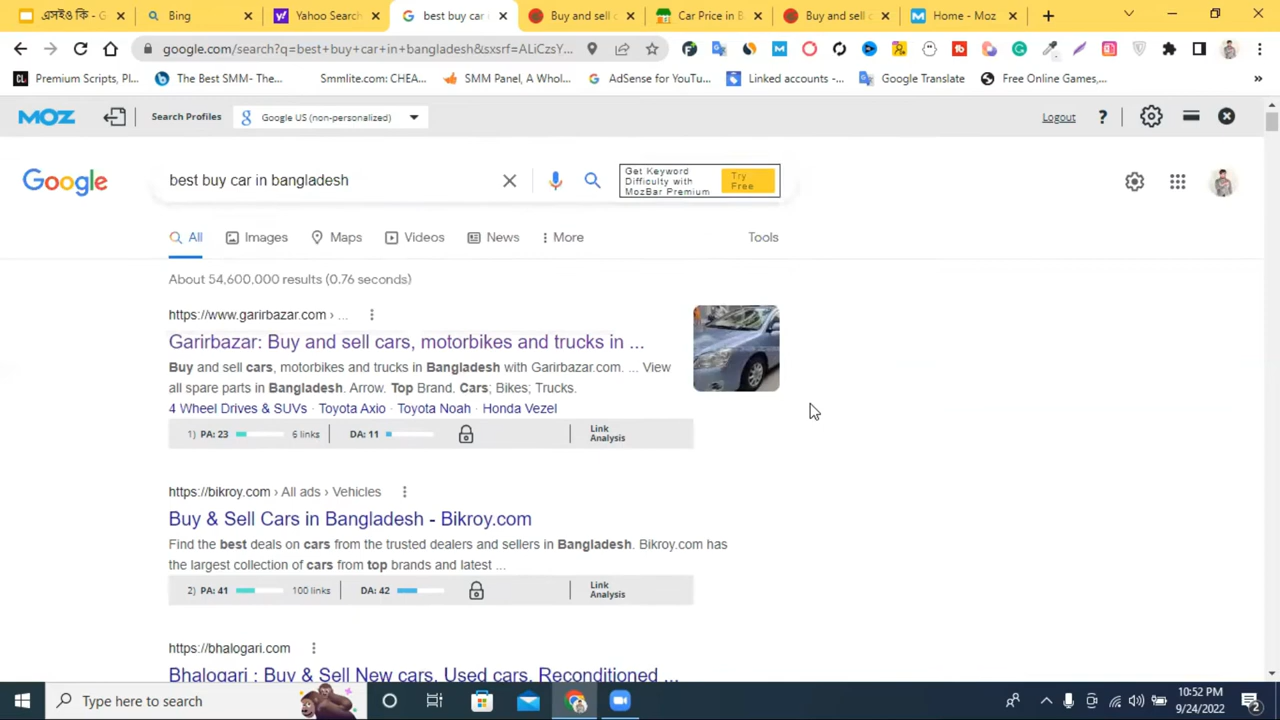 এসইও কি - G
Bing
Yahoo Search
best buy car
Buy and sell c
Car Price in B
Buy and sell c
Home - Moz
google.com/search?q=best+buy+car+in+bangladesh&sxsrf=ALiCzsY...
Premium Scripts, Pl...
The Best SMM- The...
Smmlite.com: CHEA...
SMM Panel, A Whol...
AdSense for YouTu...
Linked accounts -...
Google Translate
Free Online Games,...
»
MOZ
Search Profiles
Google US (non-personalized)
Logout
?
Google
best buy car in bangladesh
Get Keyword
Difficulty with
MozBar Premium
Try
Free
All
Images
Maps
Videos
News
More
Tools
About 54,600,000 results (0.76 seconds)
https://www.garirbazar.com › ...
Garirbazar: Buy and sell cars, motorbikes and trucks in ...
Buy and sell cars, motorbikes and trucks in Bangladesh with Garirbazar.com. ... View
all spare parts in Bangladesh. Arrow. Top Brand. Cars; Bikes; Trucks.
4 Wheel Drives & SUVs · Toyota Axio · Toyota Noah · Honda Vezel
1) PA: 23 6 links DA: 11
Link
Analysis
https://bikroy.com › All ads › Vehicles
Buy & Sell Cars in Bangladesh - Bikroy.com
Find the best deals on cars from the trusted dealers and sellers in Bangladesh. Bikroy.com has
the largest collection of cars from top brands and latest ...
2) PA: 41 100 links DA: 42
Link
Analysis
https://bhalogari.com
Bhalogari : Buy & Sell New cars, Used cars, Reconditioned ...
Type here to search
10:52 PM
9/24/2022
2